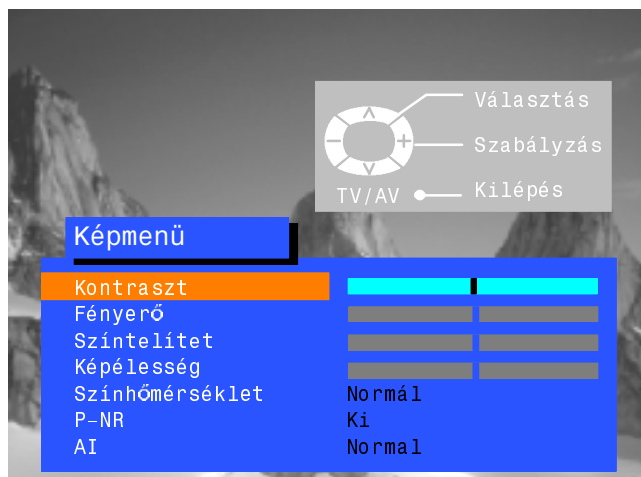 Választás
Szabályzás
TV/AV Kilépés
Képmenü
Kontraszt
Fényerő
Színtelítet
Képélesség
Színhőmérséklet Normál
P-NR Ki
AI Normal